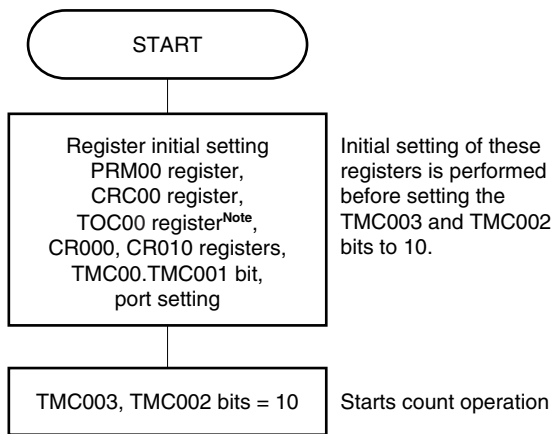 START
Register initial setting
PRM00 register,
CRC00 register,
TOC00 registerNote,
CR000, CR010 registers,
TMC00.TMC001 bit,
port setting
Initial setting of these
registers is performed
before setting the
TMC003 and TMC002
bits to 10.
TMC003, TMC002 bits = 10
Starts count operation